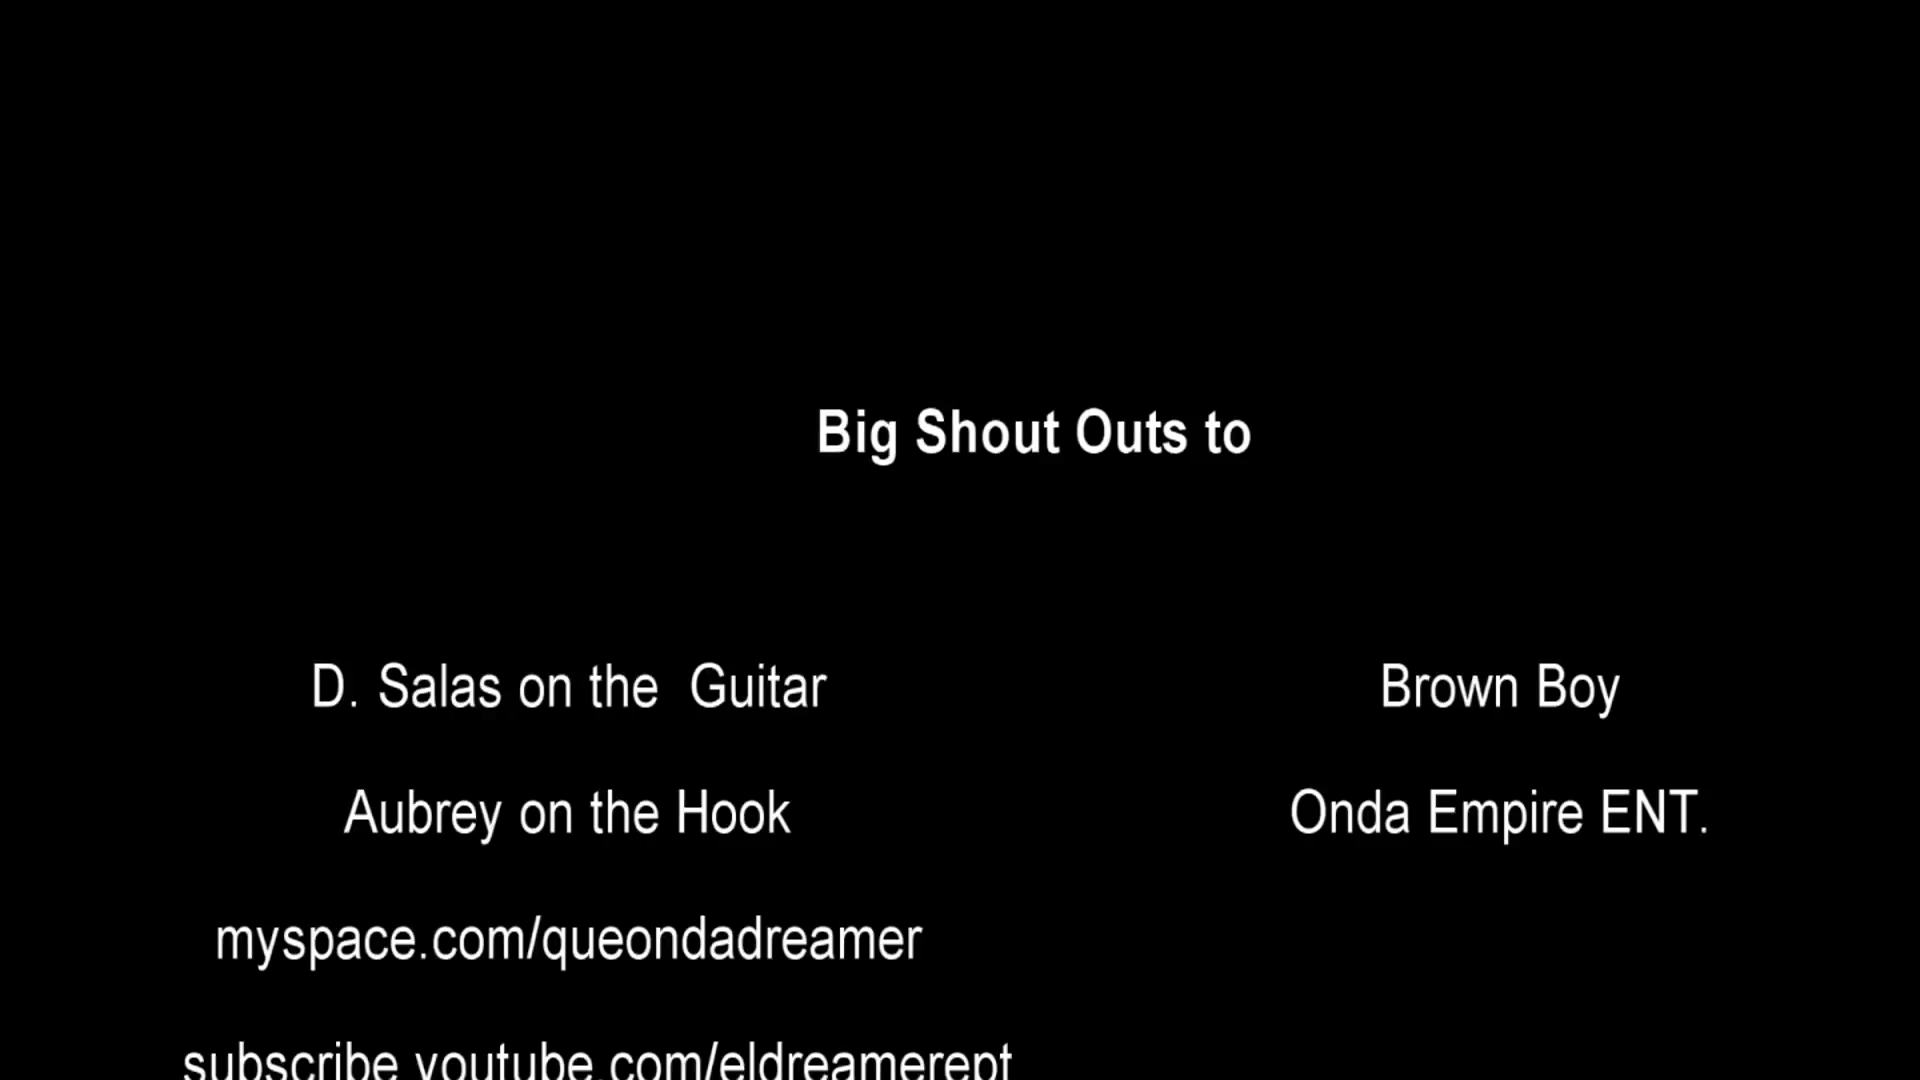 Big Shout Outs to
D. Salas on the  Guitar
Brown Boy
Aubrey on the Hook
Onda Empire ENT.
myspace.com/queondadreamer
subscribe youtube.com/eldreamerept